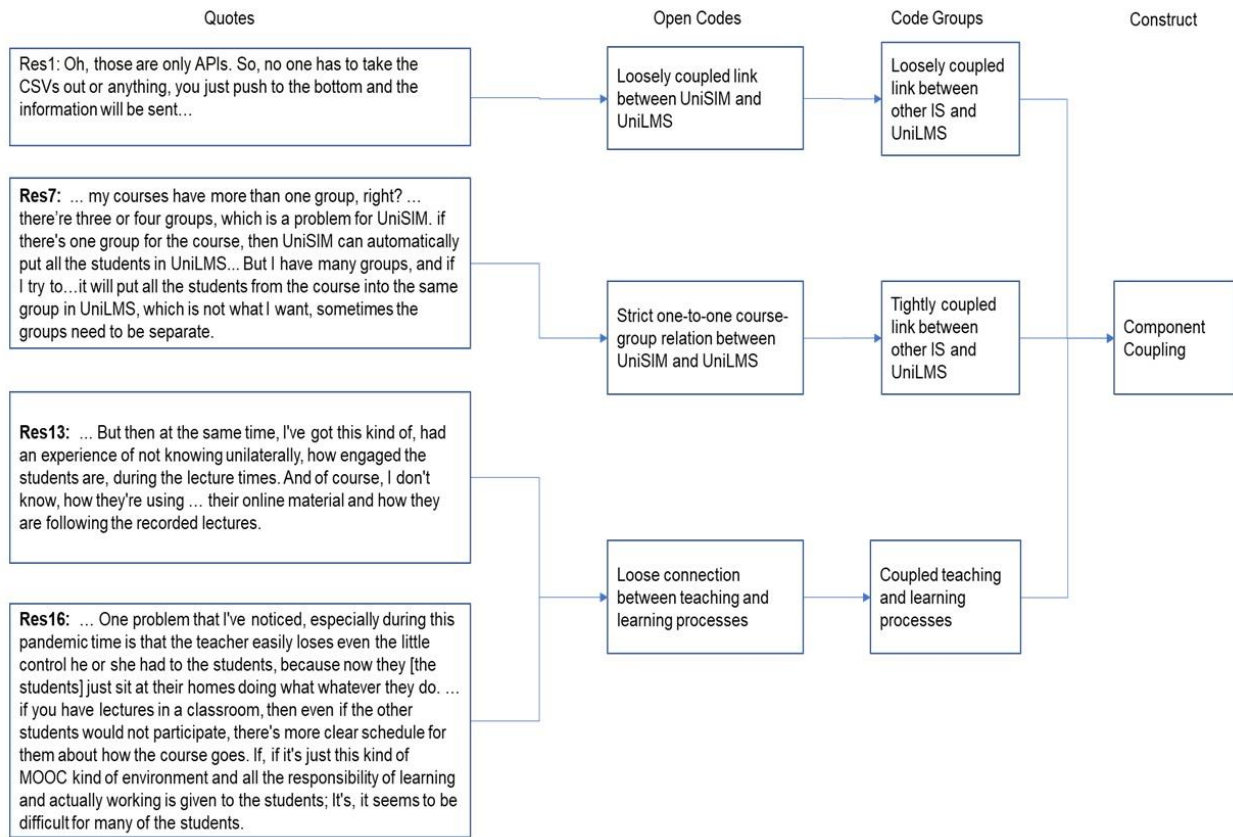 Quotes
Open Codes
Code Groups
Construct
Res1: Oh, those are only APIs. So, no one has to take the
CSVs out or anything, you just push to the bottom and the
information will be sent…
Loosely coupled link
between UniSIM and
UniLMS
Loosely coupled
link between
other IS and
UniLMS
Res7: ... my courses have more than one group, right? ...
there're three or four groups, which is a problem for UniSIM. if
there's one group for the course, then UniSIM can automatically
put all the students in UniLMS... But I have many groups, and if
I try to…it will put all the students from the course into the same
group in UniLMS, which is not what I want, sometimes the
groups need to be separate.
Strict one-to-one course-
group relation between
UniSIM and UniLMS
Tightly coupled
link between
other IS and
UniLMS
Component
Coupling
Res13: ... But then at the same time, I've got this kind of, had
an experience of not knowing unilaterally, how engaged the
students are, during the lecture times. And of course, I don't
know, how they're using ... their online material and how they
are following the recorded lectures.
Res16: ... One problem that I've noticed, especially during this
pandemic time is that the teacher easily loses even the little
control he or she had to the students, because now they [the
students] just sit at their homes doing what whatever they do. ...
if you have lectures in a classroom, then even if the other
students would not participate, there's more clear schedule for
them about how the course goes. If, if it's just this kind of
MOOC kind of environment and all the responsibility of learning
and actually working is given to the students; It's, it seems to be
difficult for many of the students.
Loose connection
between teaching and
learning processes
Coupled teaching
and learning
processes